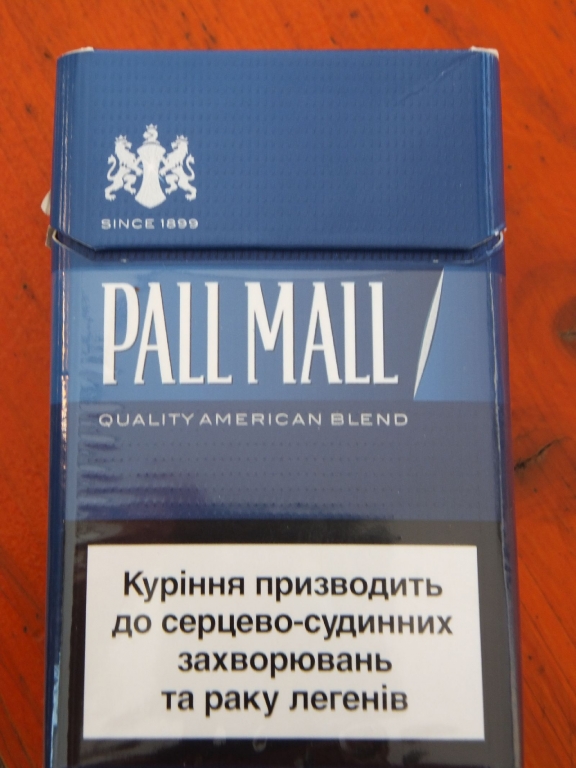 SINCE 1899
PALL MALL
QUALITY AMERICAN BLEND
Куріння призводить
до серцево-судинних
захворювань
та раку легенів